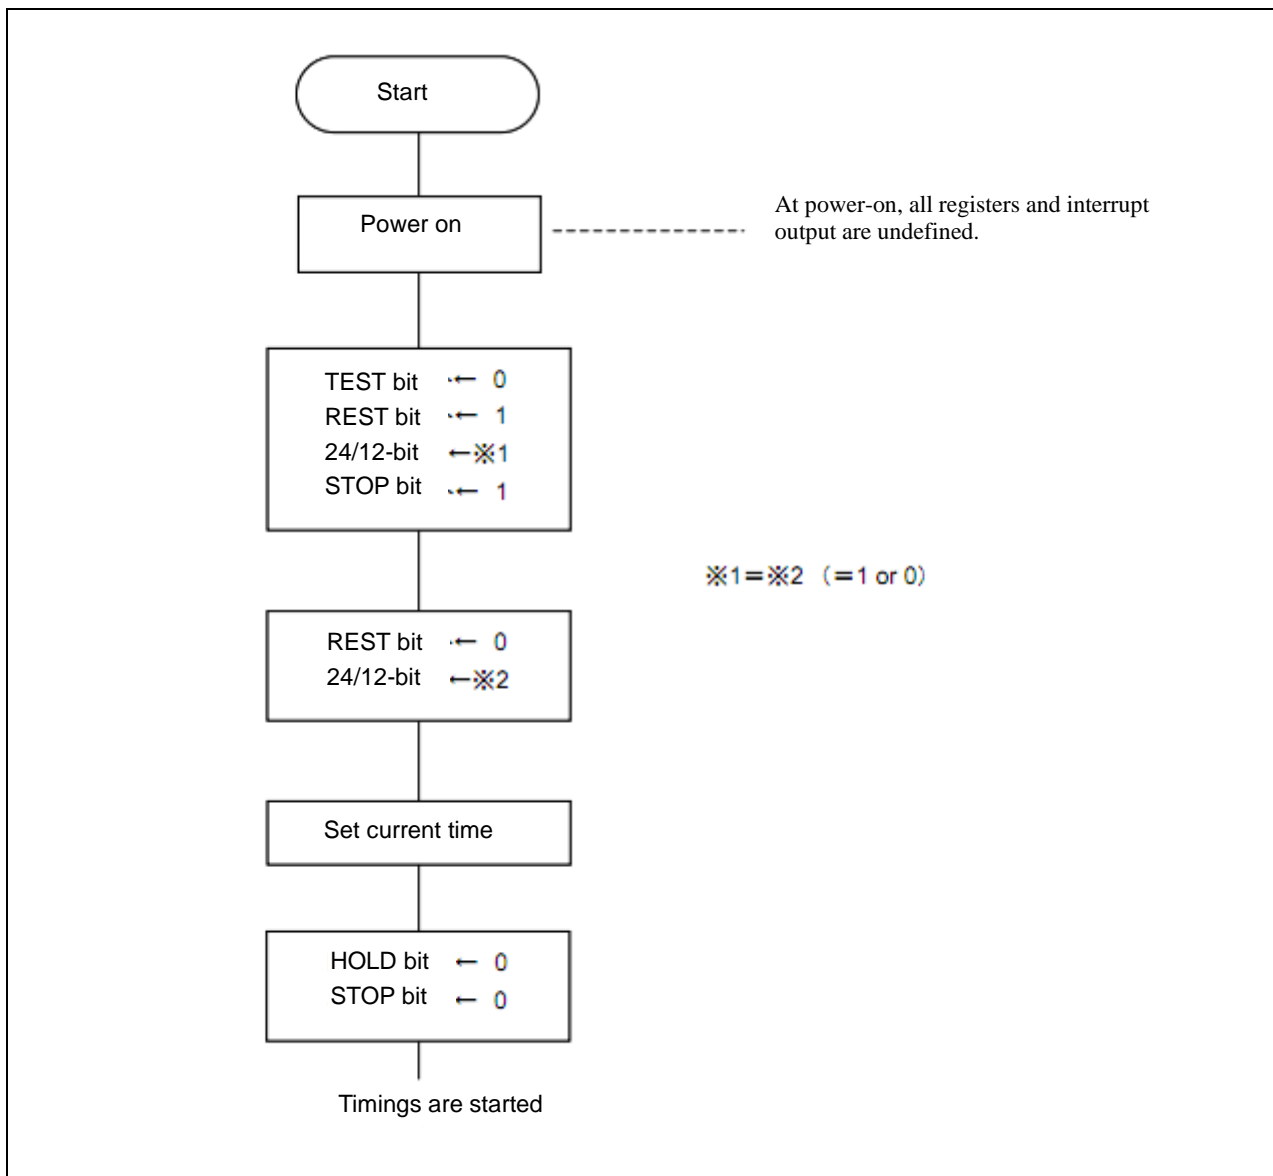 Start
Power on
At power-on, all registers and interrupt
output are undefined.
TEST bit ← 0
REST bit ← 1
24/12-bit ←※1
STOP bit ← 1
※1=※2 (=1 or 0)
REST bit ← 0
24/12-bit ←※2
Set current time
HOLD bit ← 0
STOP bit ← 0
Timings are started